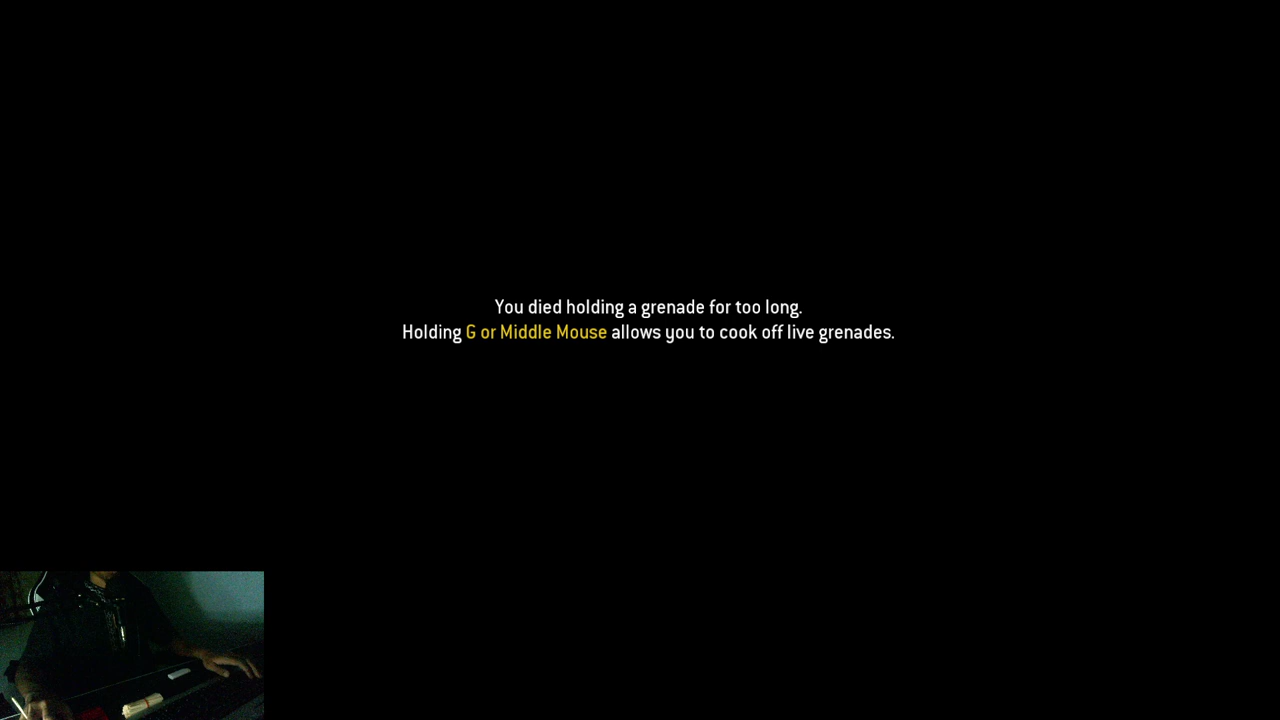 You died holding a grenade for too long.
Holding G or Middle Mouse allows you to cook off live grenades.